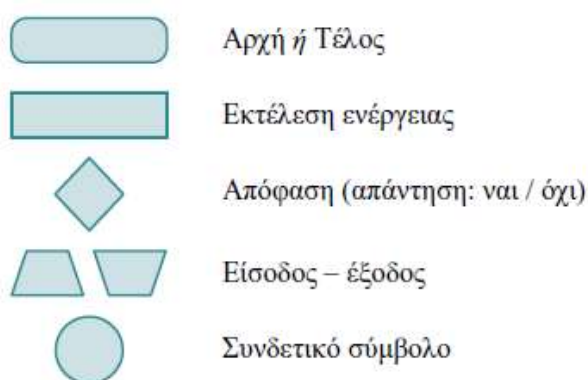 Αρχή ή Τέλος
Εκτέλεση ενέργειας
Απόφαση (απάντηση: ναι / όχι)
Είσοδος – έξοδος
Συνδετικό σύμβολο